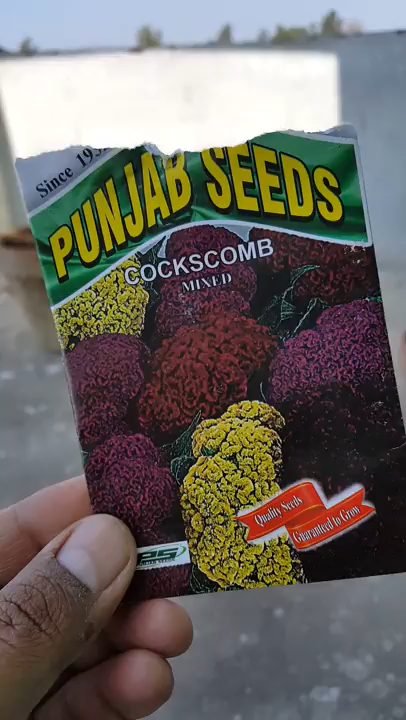 Since 19
PUNJAB SEEDS
COCKSCOMB
MIXED
Quality Seeds
Guaranteed to Grow